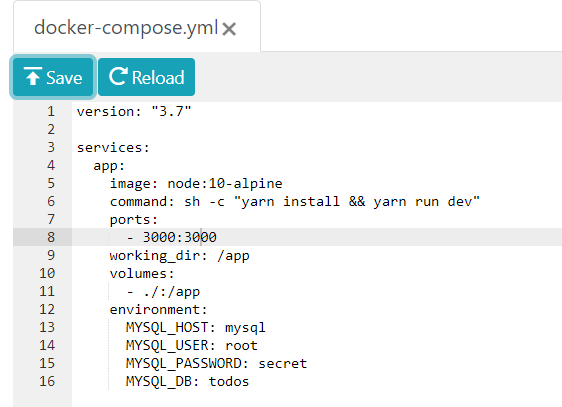 docker-compose.yml
Save Reload
1 version: "3.7"
2
3 services:
4   app:
5     image: node:10-alpine
6     command: sh -c "yarn install && yarn run dev"
7     ports:
8       - 3000:3000
9     working_dir: /app
10     volumes:
11       - ./:/app
12     environment:
13       MYSQL_HOST: mysql
14       MYSQL_USER: root
15       MYSQL_PASSWORD: secret
16       MYSQL_DB: todos